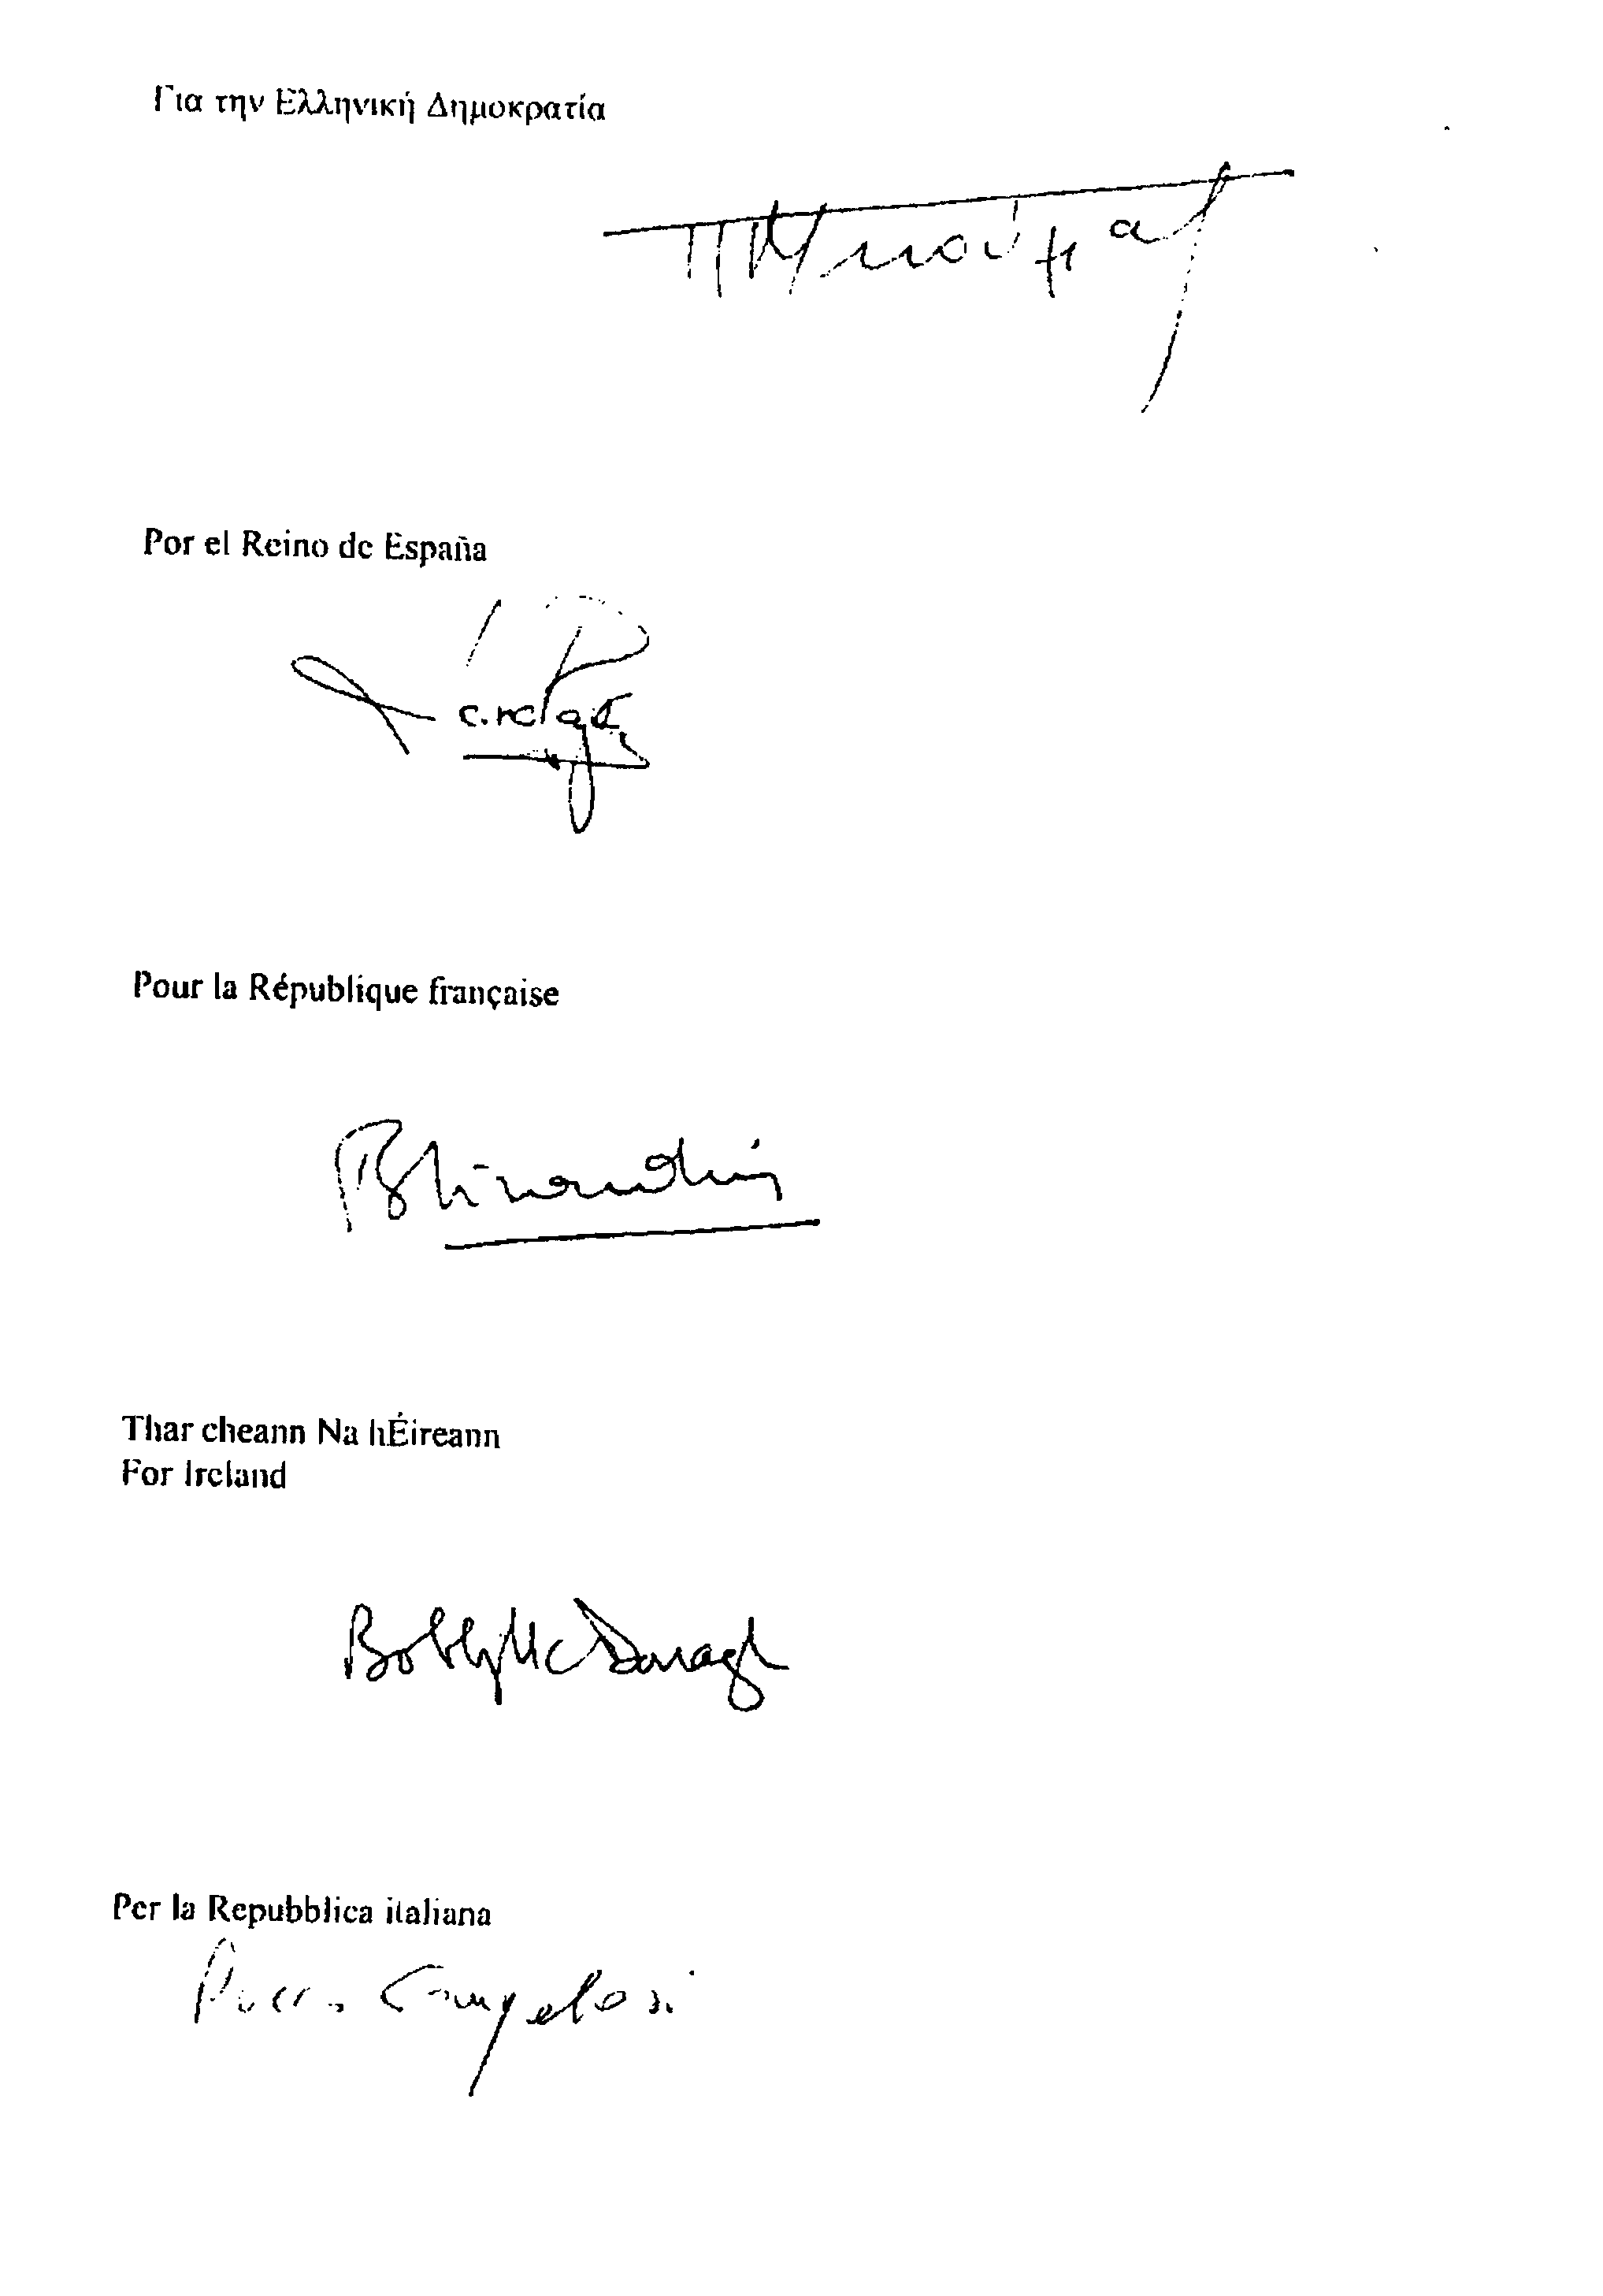 Για την Ελληνική Δημοκρατία
Por el Reino de España
Pour la République française
Thar cheann Na hÉireann
For Ireland
Bobby McDonagh
Per la Repubblica italiana
Cangelosi